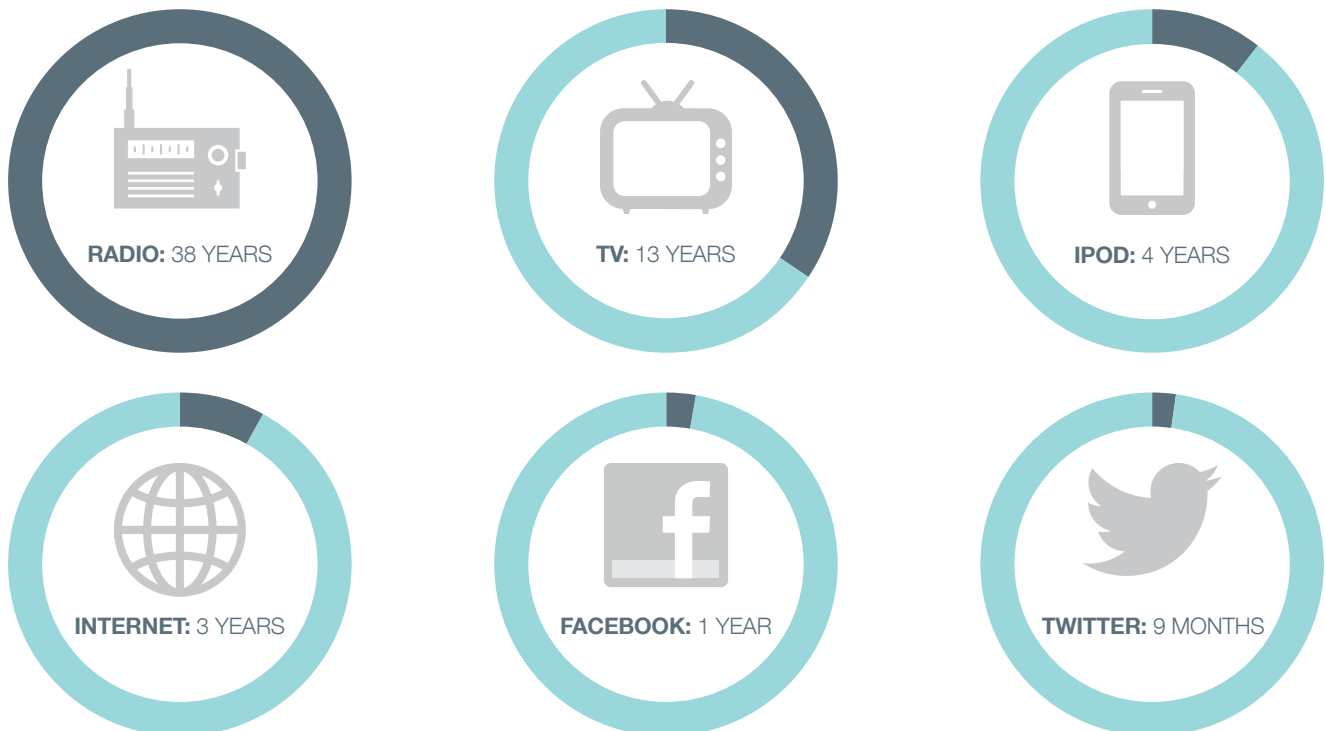 RADIO: 38 YEARS
TV: 13 YEARS
IPOD: 4 YEARS
INTERNET: 3 YEARS
FACEBOOK: 1 YEAR
TWITTER: 9 MONTHS